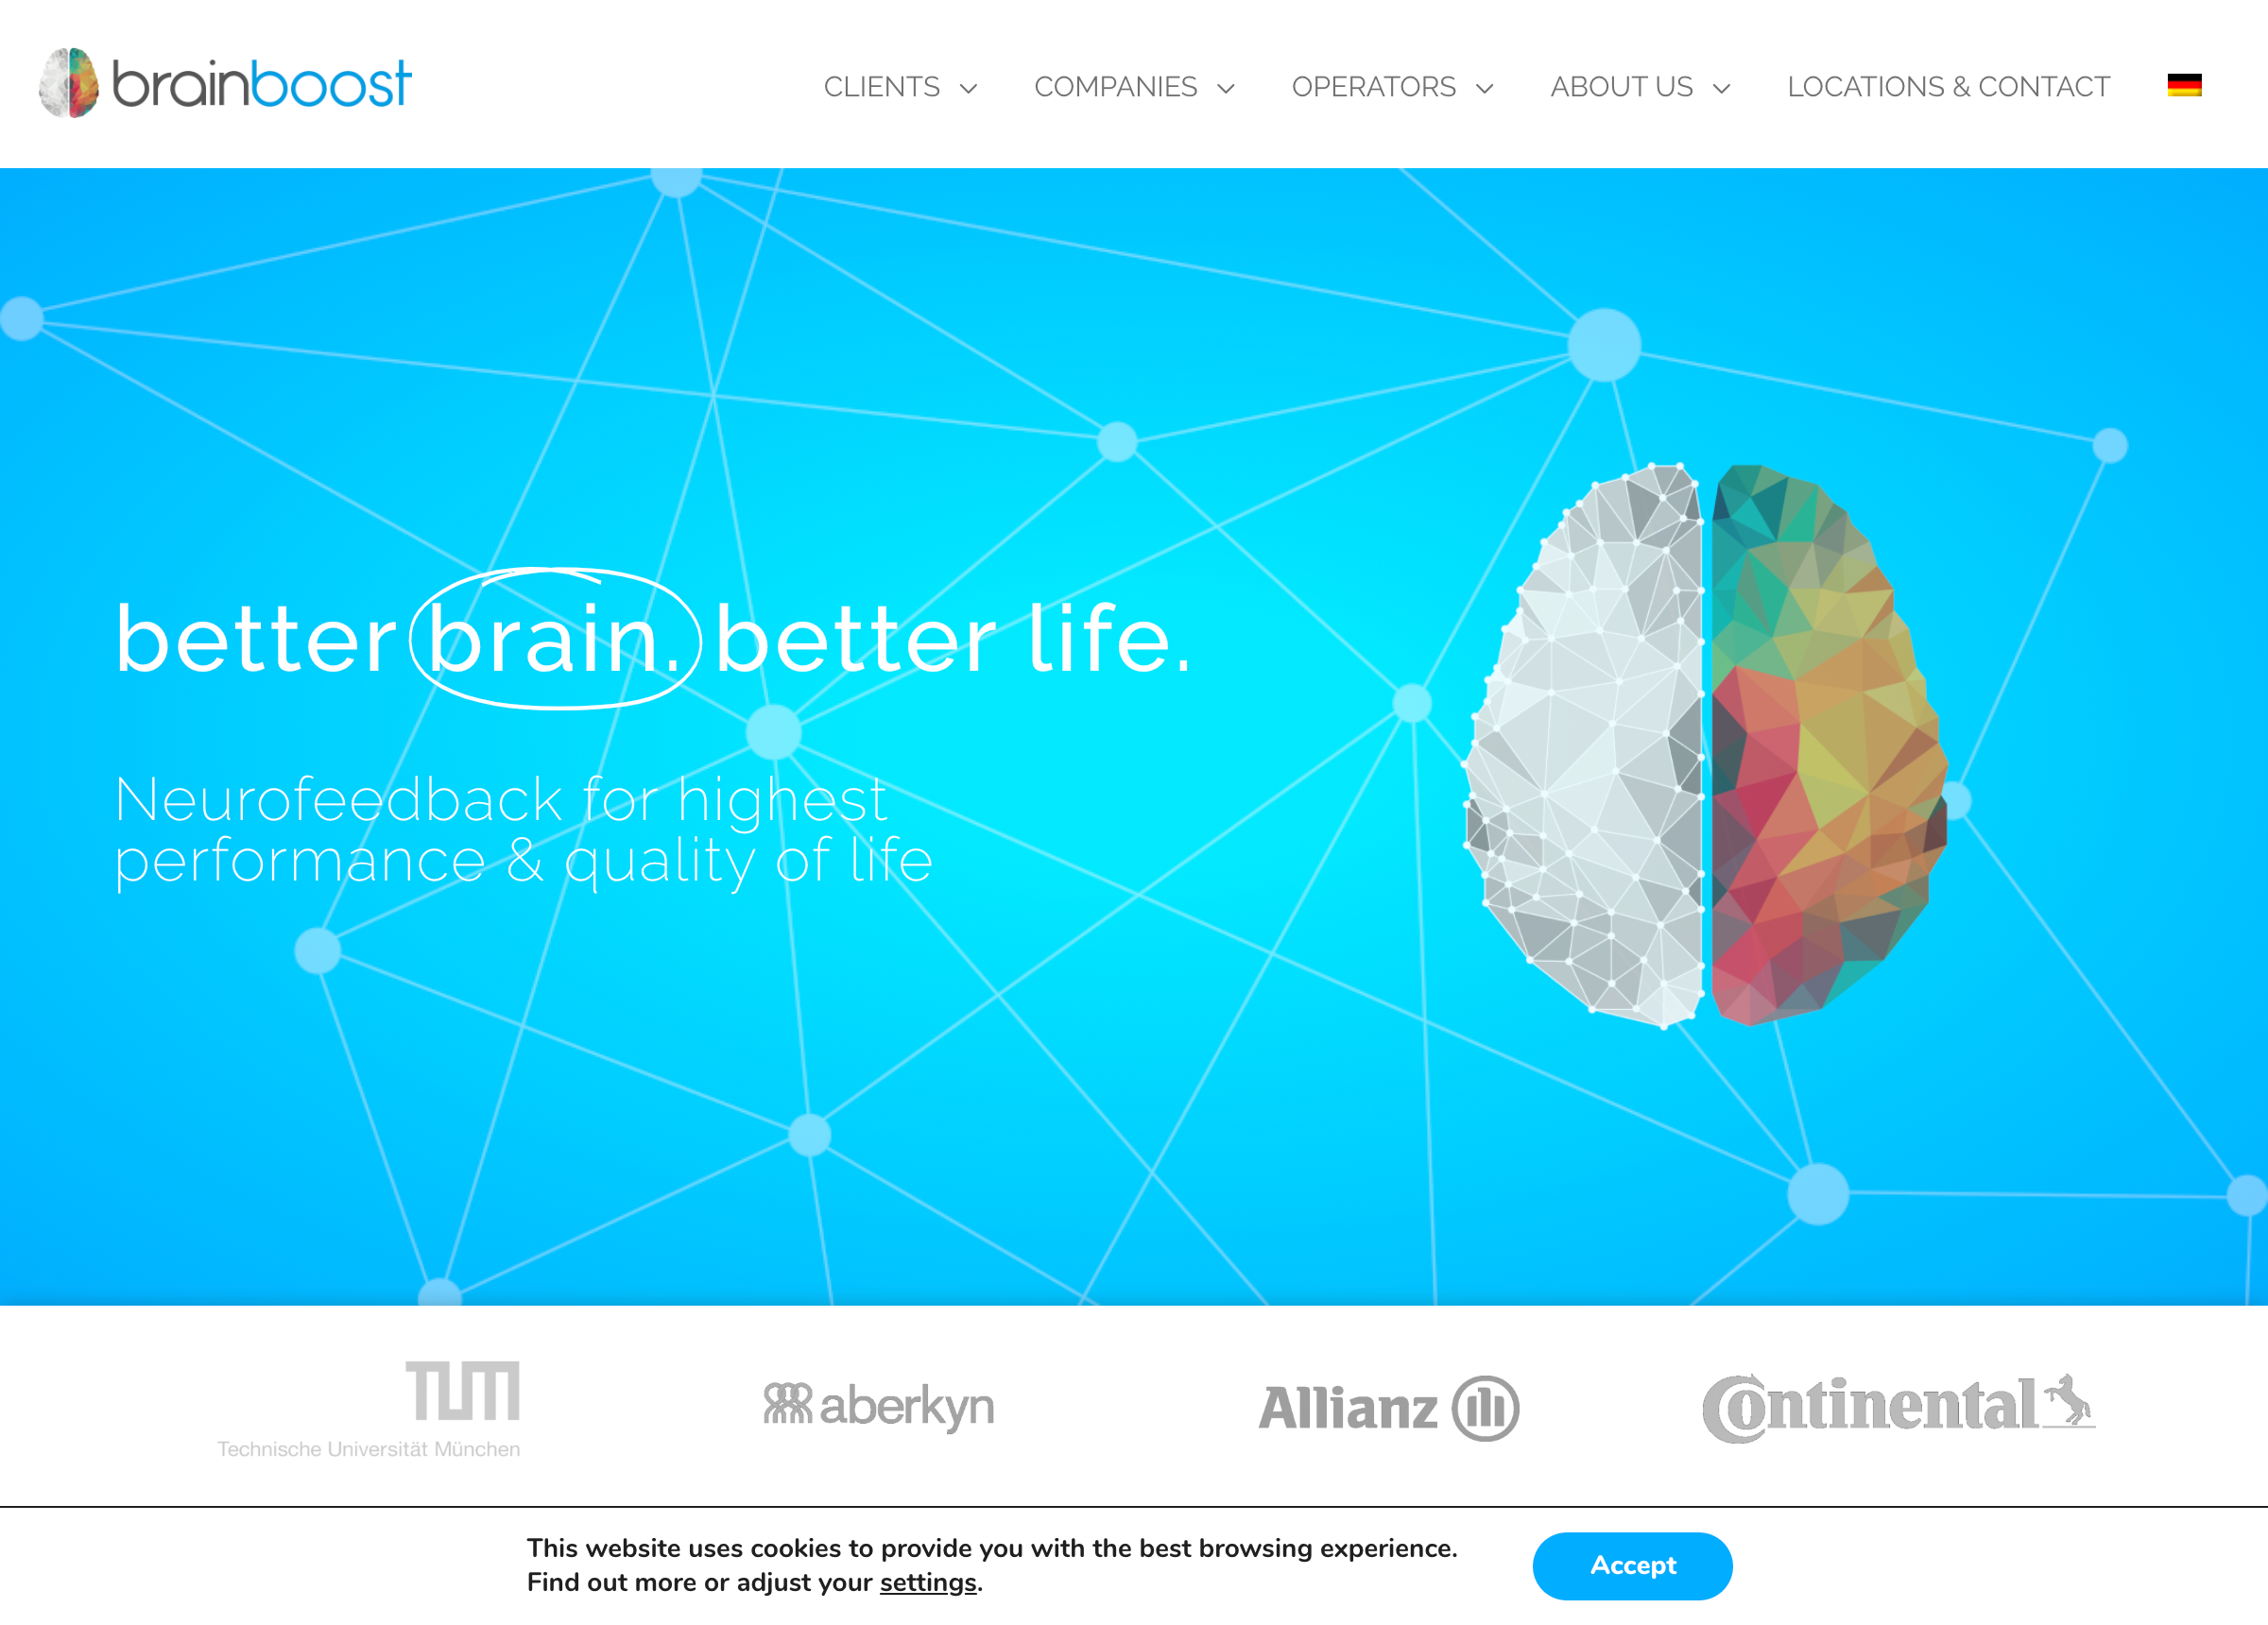 brainboost
CLIENTS
COMPANIES
OPERATORS
ABOUT US
LOCATIONS & CONTACT
better brain. better life.
Neurofeedback for highest
performance & quality of life
TUM
Technische Universität München
aberkyn
Allianz
Continental
This website uses cookies to provide you with the best browsing experience.
Find out more or adjust your settings.
Accept